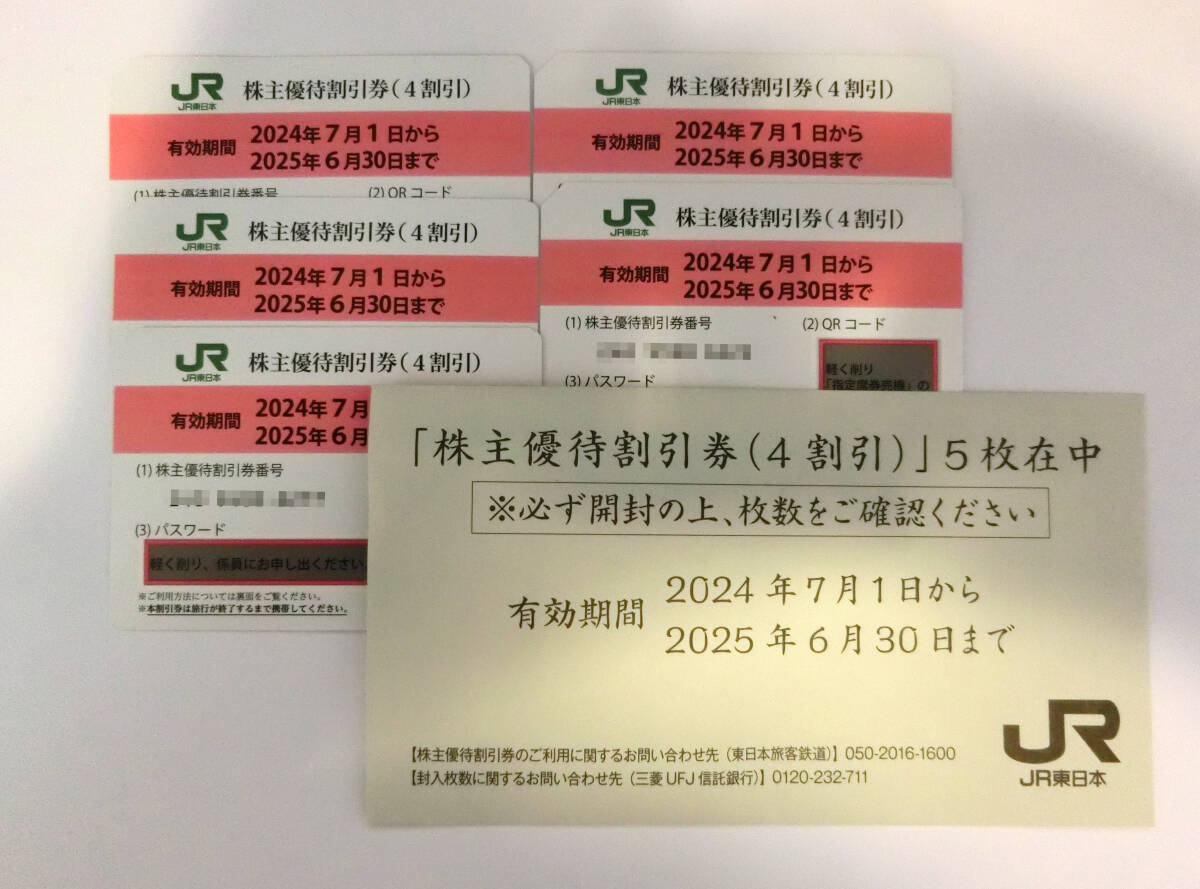 JR
JR東日本
株主優待割引券(4割引)
有効期間
2024年7月1日から
2025年6月30日まで
(1) 株主優待割引券番号
(2) QRコード
JR
JR東日本
株主優待割引券(4割引)
有効期間
2024年7月1日から
2025年6月30日まで
JR
JR東日本
株主優待割引券(4割引)
有効期間
2024年7月1日から
2025年6月30日まで
JR
JR東日本
株主優待割引券(4割引)
有効期間
2024年7月1日から
2025年6月30日まで
(1) 株主優待割引券番号
(2) QRコード
(3) パスワード
軽く削り
「指定席券売機」の
JR
JR東日本
株主優待割引券(4割引)
有効期間
2024年7月
2025年6月
(1) 株主優待割引券番号
(3) パスワード
軽く削り、係員にお申し出ください
※ご利用方法については裏面をご覧ください。
※本割引券は旅行が終了するまで携帯してください。
「株主優待割引券(4割引)」5枚在中
※必ず開封の上、枚数をご確認ください
有効期間
2024年7月1日から
2025年6月30日まで
【株主優待割引券のご利用に関するお問い合わせ先(東日本旅客鉄道)】050-2016-1600
【封入枚数に関するお問い合わせ先(三菱UFJ信託銀行)】0120-232-711
JR
JR東日本